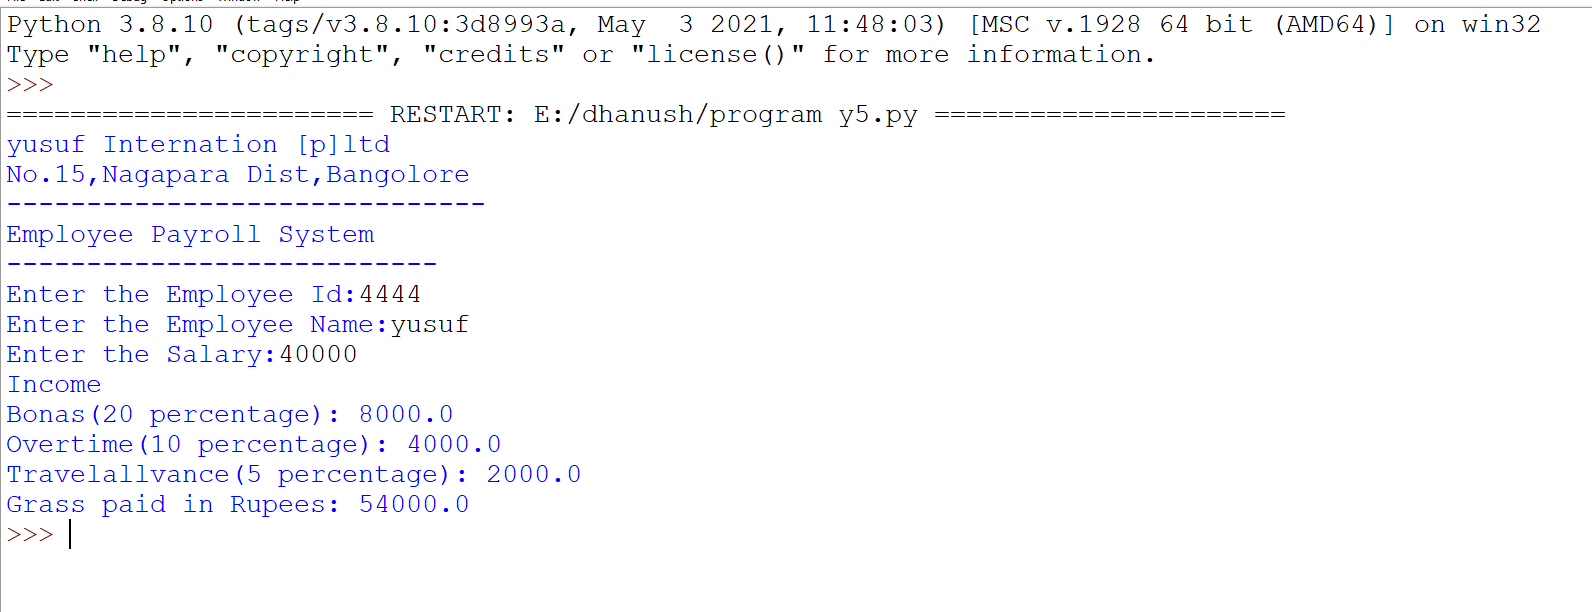 Python 3.8.10 (tags/v3.8.10:3d8993a, May  3 2021, 11:48:03) [MSC v.1928 64 bit (AMD64)] on win32
Type "help", "copyright", "credits" or "license()" for more information.
>>>
======================= RESTART: E:/dhanush/program y5.py ======================
yusuf Internation [p]ltd
No.15,Nagapara Dist,Bangolore
------------------------------
Employee Payroll System
---------------------------
Enter the Employee Id:4444
Enter the Employee Name:yusuf
Enter the Salary:40000
Income
Bonas(20 percentage): 8000.0
Overtime(10 percentage): 4000.0
Travelallvance(5 percentage): 2000.0
Grass paid in Rupees: 54000.0
>>>